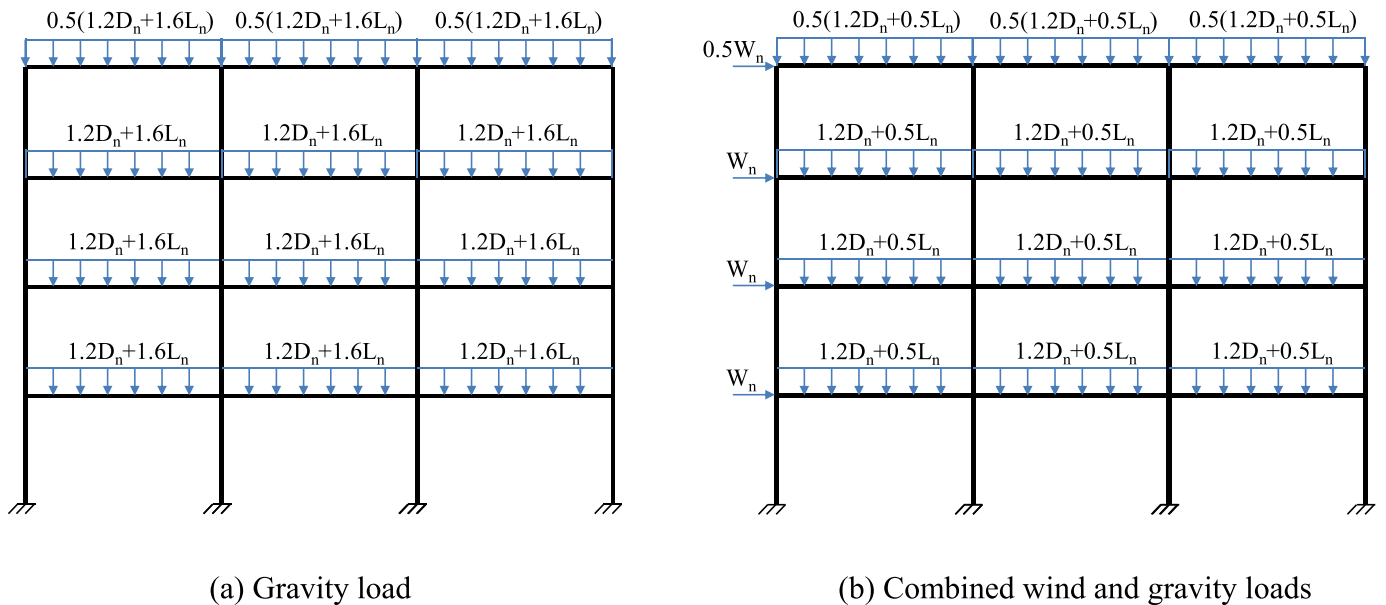 0.5(1.2Dn+1.6Ln) 0.5(1.2Dn+1.6Ln) 0.5(1.2Dn+1.6Ln)
1.2Dn+1.6Ln 1.2Dn+1.6Ln 1.2Dn+1.6Ln
1.2Dn+1.6Ln 1.2Dn+1.6Ln 1.2Dn+1.6Ln
1.2Dn+1.6Ln 1.2Dn+1.6Ln 1.2Dn+1.6Ln
(a) Gravity load
0.5(1.2Dn+0.5Ln) 0.5(1.2Dn+0.5Ln) 0.5(1.2Dn+0.5Ln)
0.5Wn
1.2Dn+0.5Ln 1.2Dn+0.5Ln 1.2Dn+0.5Ln
Wn
1.2Dn+0.5Ln 1.2Dn+0.5Ln 1.2Dn+0.5Ln
Wn
1.2Dn+0.5Ln 1.2Dn+0.5Ln 1.2Dn+0.5Ln
Wn
(b) Combined wind and gravity loads